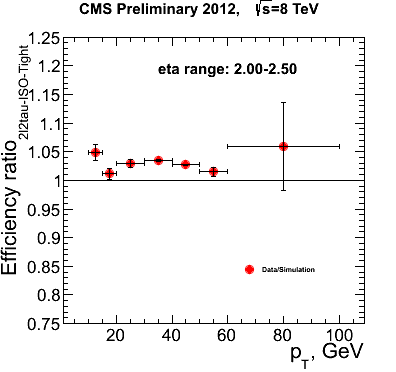 CMS Preliminary 2012, √s=8 TeV
eta range: 2.00-2.50
Efficiency ratio 2l2tau-ISO-Tight
1.25
1.2
1.15
1.1
1.05
1
0.95
0.9
0.85
0.8
0.75
Data/Simulation
20 40 60 80 100
p_T, GeV